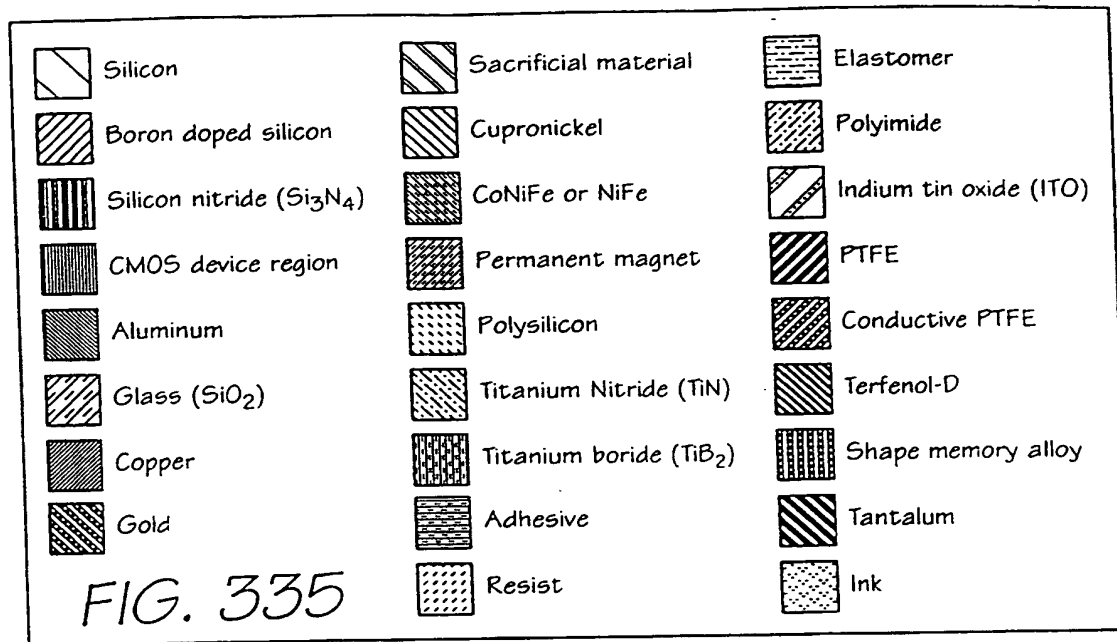 Silicon
Boron doped silicon
Silicon nitride (Si₃N₄)
CMOS device region
Aluminum
Glass (SiO₂)
Copper
Gold
FIG. 335
Sacrificial material
Cupronickel
CoNiFe or NiFe
Permanent magnet
Polysilicon
Titanium Nitride (TiN)
Titanium boride (TiB₂)
Adhesive
Resist
Elastomer
Polyimide
Indium tin oxide (ITO)
PTFE
Conductive PTFE
Terfenol-D
Shape memory alloy
Tantalum
Ink